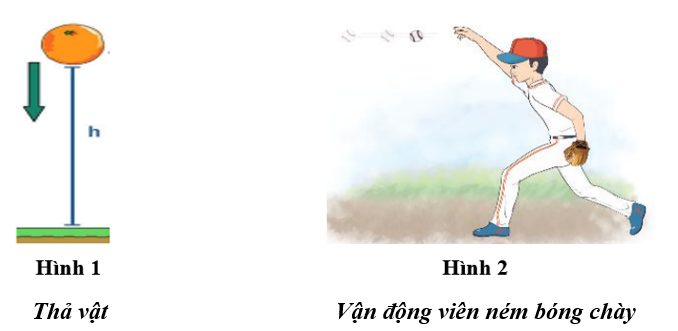 h
Hình 1
Hình 2
Thả vật
Vận động viên ném bóng chày